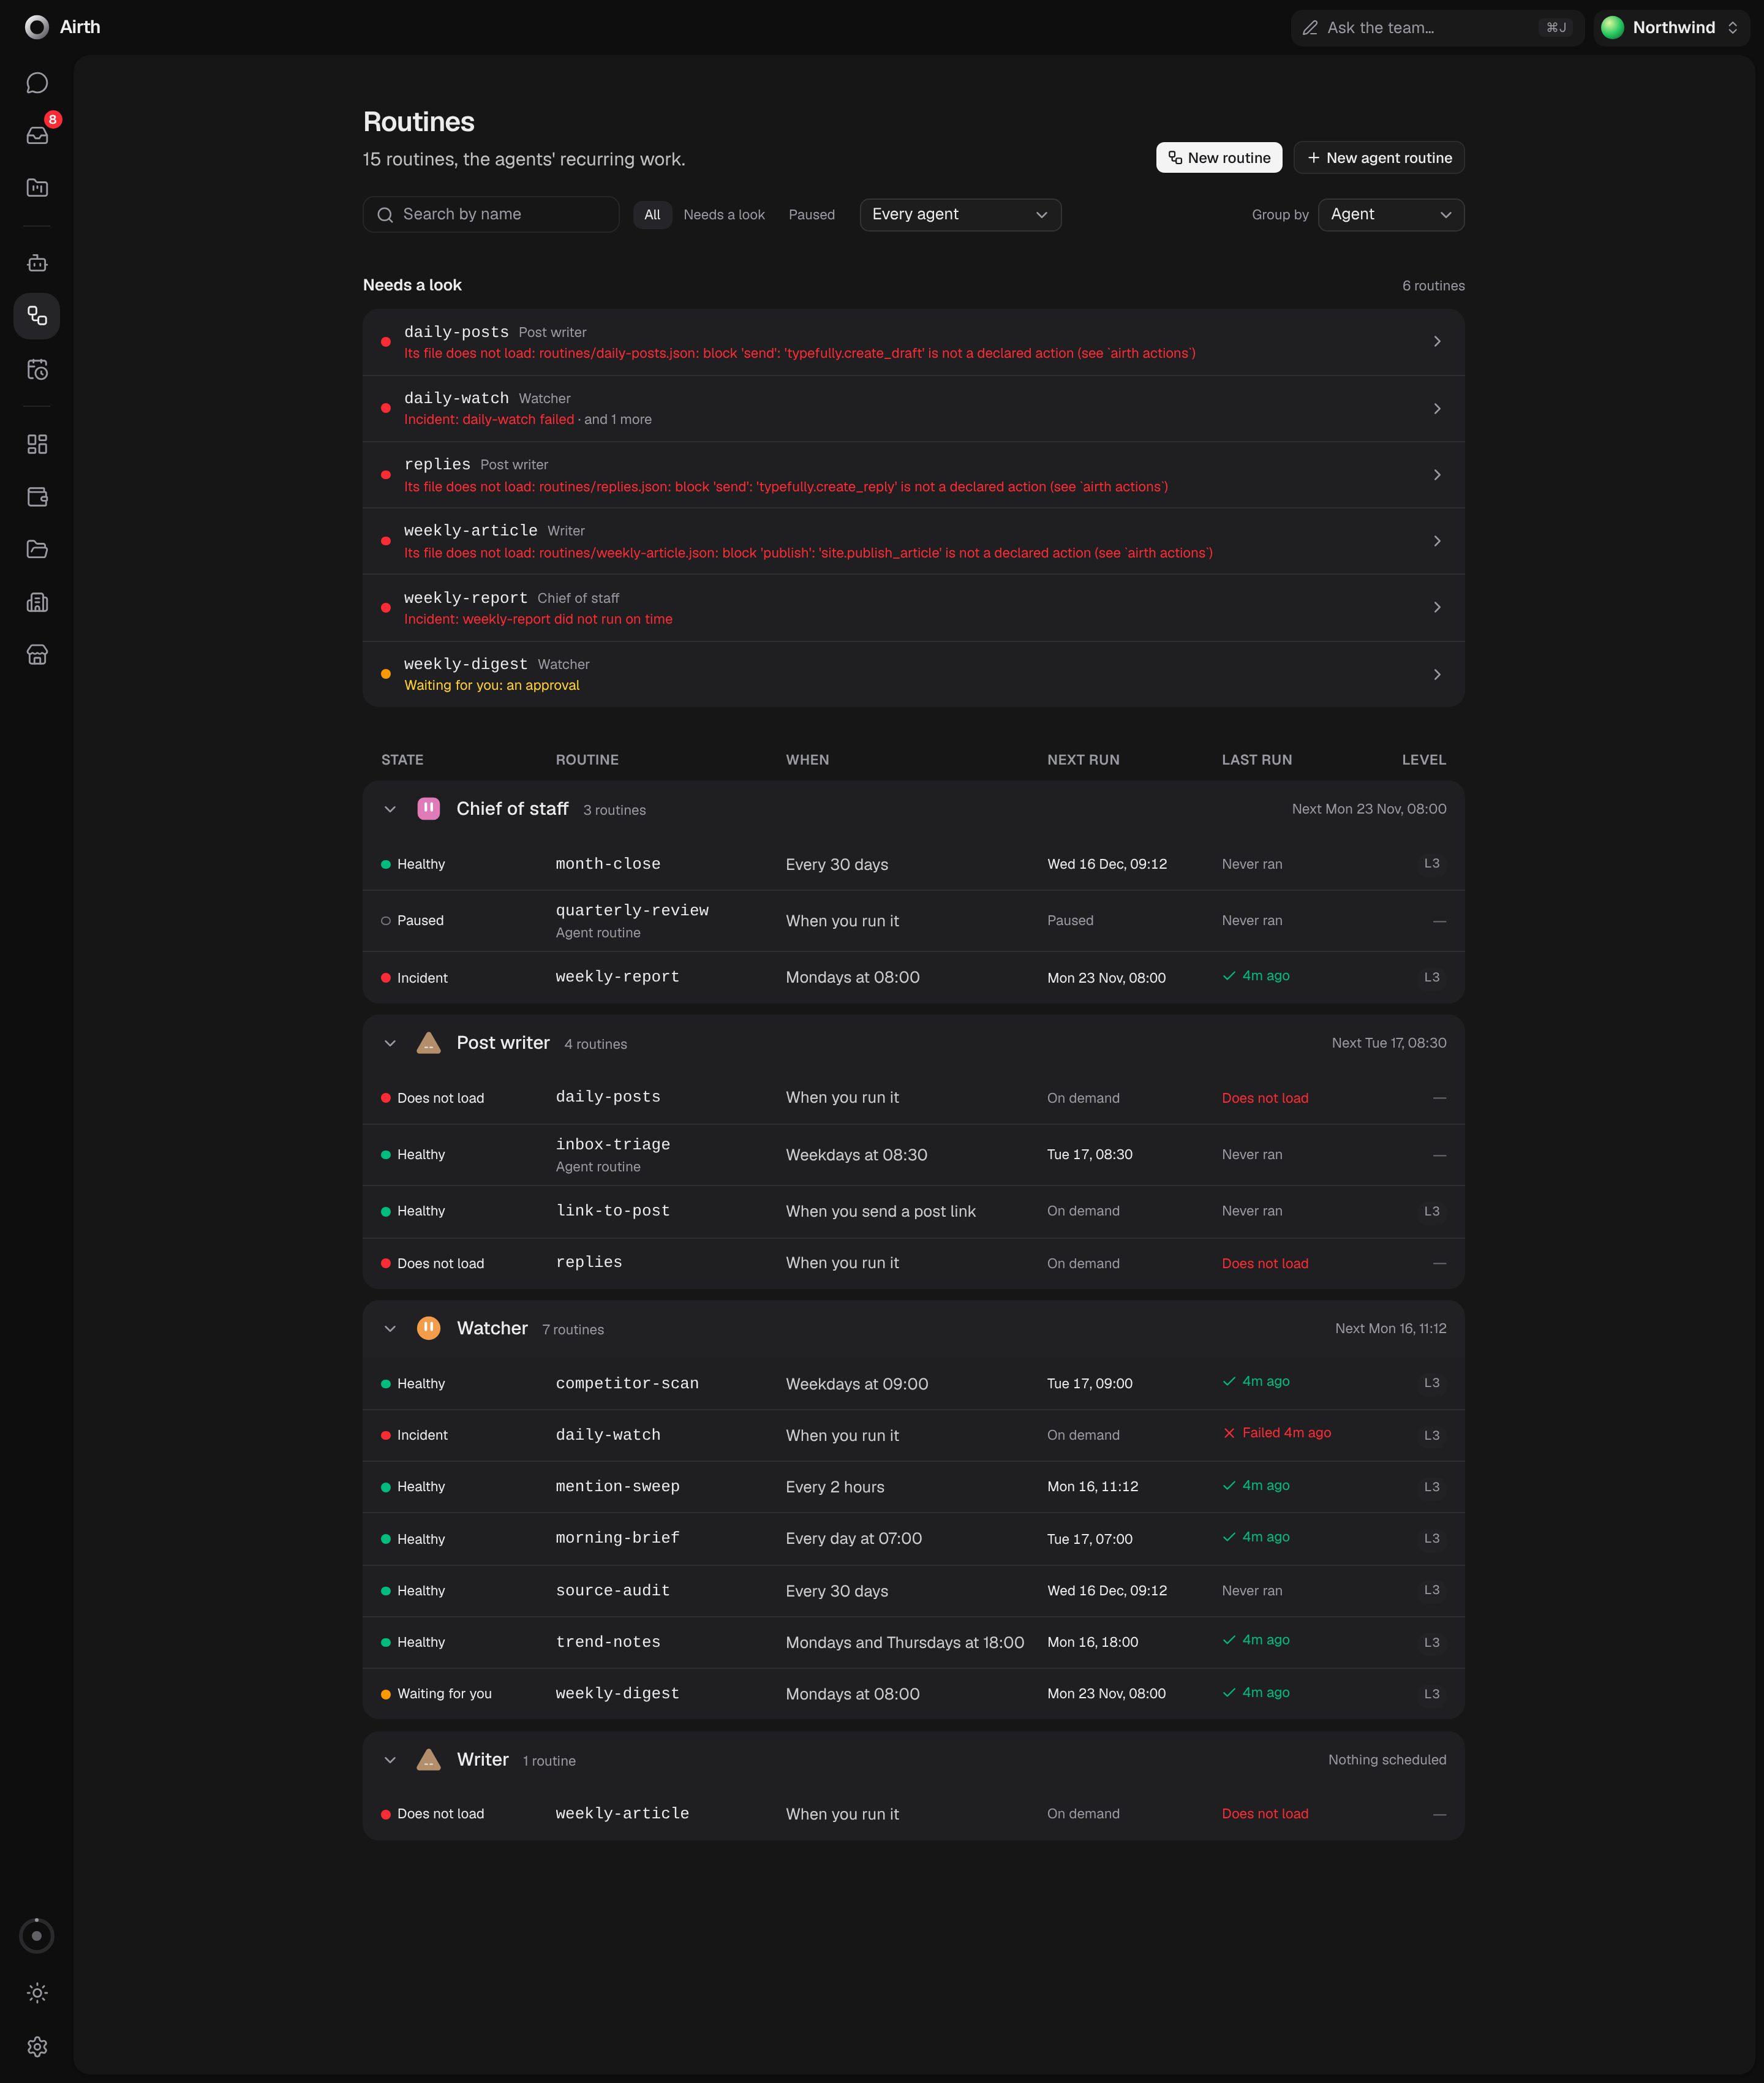 Airth
Ask the team...
⌘J
Northwind
8
Routines
15 routines, the agents' recurring work.
New routine
New agent routine
Search by name
All
Needs a look
Paused
Every agent
Group by
Agent
Needs a look
6 routines
daily-posts Post writer
Its file does not load: routines/daily-posts.json: block 'send': 'typefully.create_draft' is not a declared action (see `airth actions`)
daily-watch Watcher
Incident: daily-watch failed · and 1 more
replies Post writer
Its file does not load: routines/replies.json: block 'send': 'typefully.create_reply' is not a declared action (see `airth actions`)
weekly-article Writer
Its file does not load: routines/weekly-article.json: block 'publish': 'site.publish_article' is not a declared action (see `airth actions`)
weekly-report Chief of staff
Incident: weekly-report did not run on time
weekly-digest Watcher
Waiting for you: an approval
STATE ROUTINE WHEN NEXT RUN LAST RUN LEVEL
Chief of staff 3 routines Next Mon 23 Nov, 08:00
Healthy month-close Every 30 days Wed 16 Dec, 09:12 Never ran L3
Paused quarterly-review When you run it Paused Never ran —
Agent routine
Incident weekly-report Mondays at 08:00 Mon 23 Nov, 08:00 4m ago L3
Post writer 4 routines Next Tue 17, 08:30
Does not load daily-posts When you run it On demand Does not load —
Healthy inbox-triage Weekdays at 08:30 Tue 17, 08:30 Never ran —
Agent routine
Healthy link-to-post When you send a post link On demand Never ran L3
Does not load replies When you run it On demand Does not load —
Watcher 7 routines Next Mon 16, 11:12
Healthy competitor-scan Weekdays at 09:00 Tue 17, 09:00 4m ago L3
Incident daily-watch When you run it On demand Failed 4m ago L3
Healthy mention-sweep Every 2 hours Mon 16, 11:12 4m ago L3
Healthy morning-brief Every day at 07:00 Tue 17, 07:00 4m ago L3
Healthy source-audit Every 30 days Wed 16 Dec, 09:12 Never ran L3
Healthy trend-notes Mondays and Thursdays at 18:00 Mon 16, 18:00 4m ago L3
Waiting for you weekly-digest Mondays at 08:00 Mon 23 Nov, 08:00 4m ago L3
Writer 1 routine Nothing scheduled
Does not load weekly-article When you run it On demand Does not load —